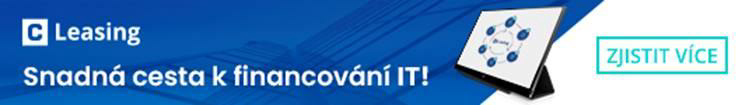 C Leasing
Snadná cesta k financování IT!
ZJISTIT VÍCE